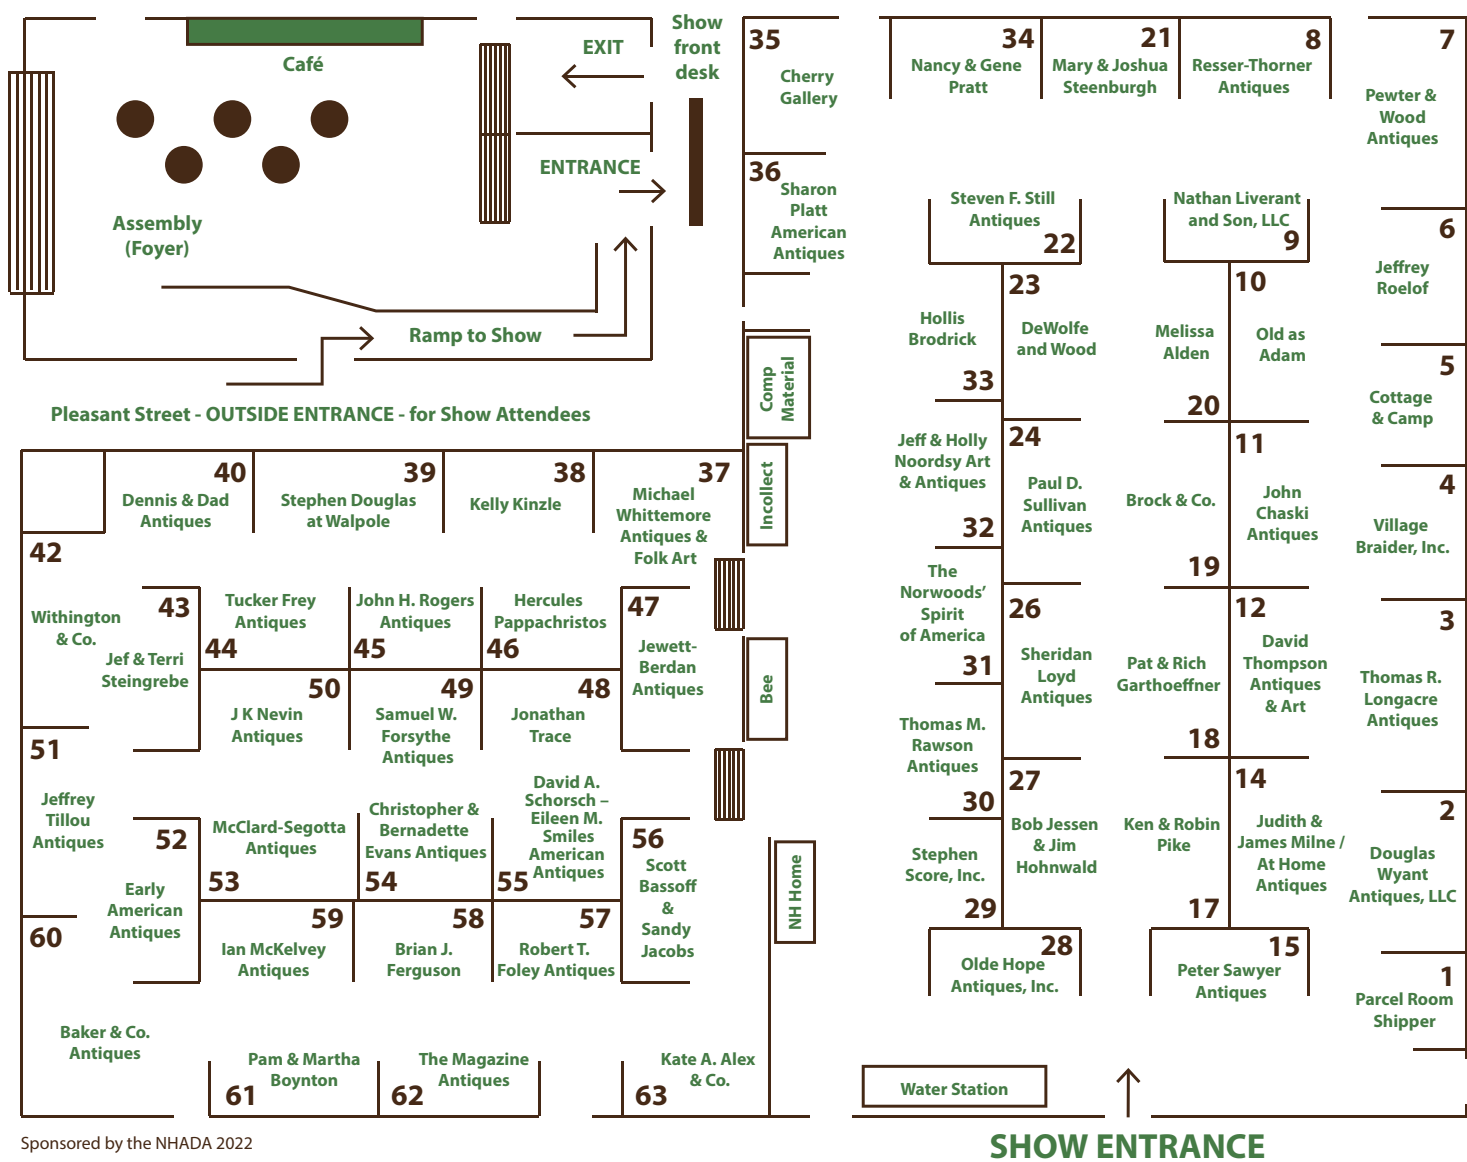 Café
Assembly
(Foyer)
EXIT
ENTRANCE
Ramp to Show
Show
front
desk
Pleasant Street - OUTSIDE ENTRANCE - for Show Attendees
35
Cherry
Gallery
36
Sharon
Platt
American
Antiques
Comp
Material
Incollect
Bee
NH Home
34
Nancy & Gene
Pratt
21
Mary & Joshua
Steenburgh
8
Resser-Thorner
Antiques
7
Pewter &
Wood
Antiques
6
Jeffrey
Roelof
5
Cottage
& Camp
4
Village
Braider, Inc.
3
Thomas R.
Longacre
Antiques
2
Douglas
Wyant
Antiques, LLC
1
Parcel Room
Shipper
Steven F. Still
Antiques
22
Nathan Liverant
and Son, LLC
9
23
DeWolfe
and Wood
Hollis
Brodrick
33
24
Paul D.
Sullivan
Antiques
Jeff & Holly
Noordsy Art
& Antiques
32
26
Sheridan
Loyd
Antiques
The
Norwoods’
Spirit
of America
31
27
Bob Jessen
& Jim
Hohnwald
Thomas M.
Rawson
Antiques
30
Stephen
Score, Inc.
29
28
Olde Hope
Antiques, Inc.
10
Old as
Adam
Melissa
Alden
20
11
John
Chaski
Antiques
Brock & Co.
19
12
David
Thompson
Antiques
& Art
Pat & Rich
Garthoeffner
18
14
Judith &
James Milne /
At Home
Antiques
Ken & Robin
Pike
17
15
Peter Sawyer
Antiques
40
Dennis & Dad
Antiques
39
Stephen Douglas
at Walpole
38
Kelly Kinzle
37
Michael
Whittemore
Antiques &
Folk Art
42
Withington
& Co.
43
Jef & Terri
Steingrebe
Tucker Frey
Antiques
44
John H. Rogers
Antiques
45
Hercules
Pappachristos
46
47
Jewett-
Berdan
Antiques
50
J K Nevin
Antiques
49
Samuel W.
Forsythe
Antiques
48
Jonathan
Trace
51
Jeffrey
Tillou
Antiques
52
Early
American
Antiques
McClard-Segotta
Antiques
53
Christopher &
Bernadette
Evans Antiques
54
David A.
Schorsch –
Eileen M.
Smiles
American
Antiques
55
56
Scott
Bassoff
&
Sandy
Jacobs
59
Ian McKelvey
Antiques
58
Brian J.
Ferguson
57
Robert T.
Foley Antiques
60
Baker & Co.
Antiques
Pam & Martha
Boynton
61
The Magazine
Antiques
62
Kate A. Alex
& Co.
63
Water Station
SHOW ENTRANCE
Sponsored by the NHADA 2022